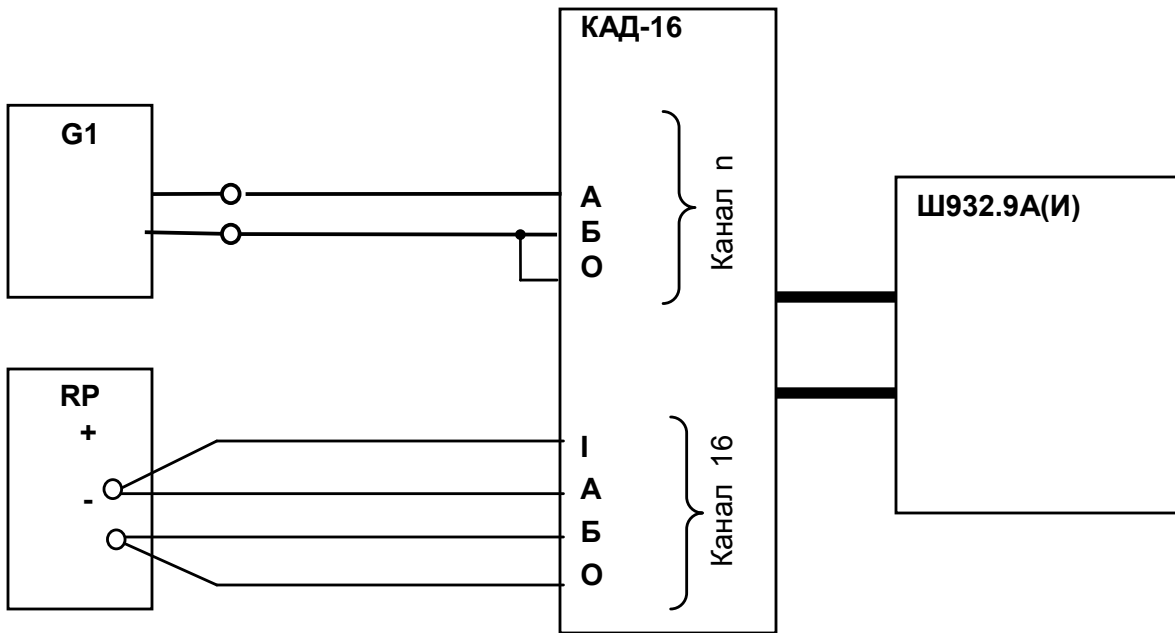 КАД-16
G1
А
Б
О
Канал n
Ш932.9А(И)
RP
+
-
I
А
Б
О
Канал 16